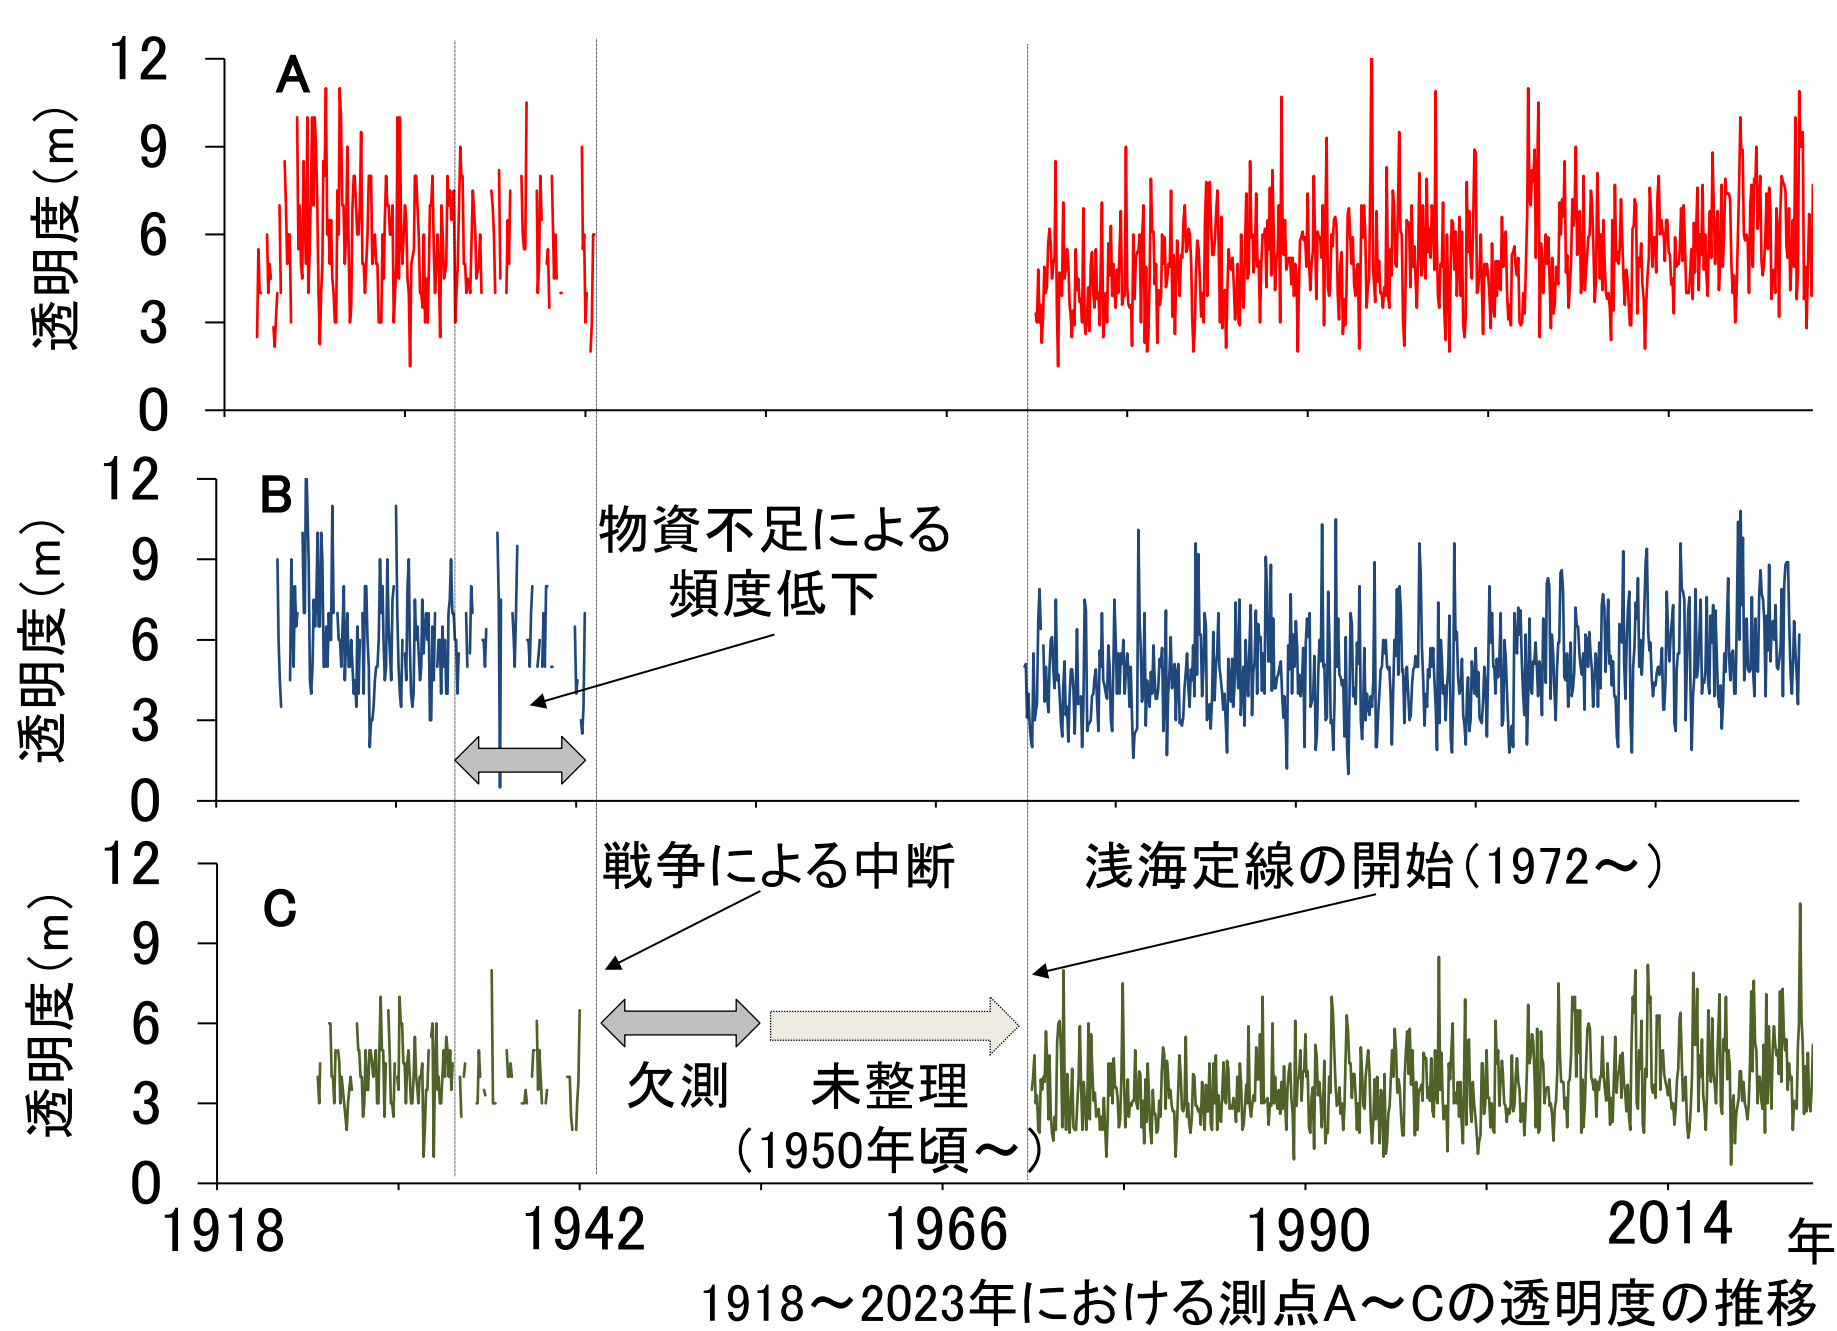 A
透明度（m）
12
9
6
3
0
B
透明度（m）
12
9
6
3
0
物資不足による
頻度低下
C
透明度（m）
12
9
6
3
0
戦争による中断
浅海定線の開始（1972～）
欠測
未整理
（1950年頃～）
1918
1942
1966
1990
2014
年
1918～2023年における測点A～Cの透明度の推移